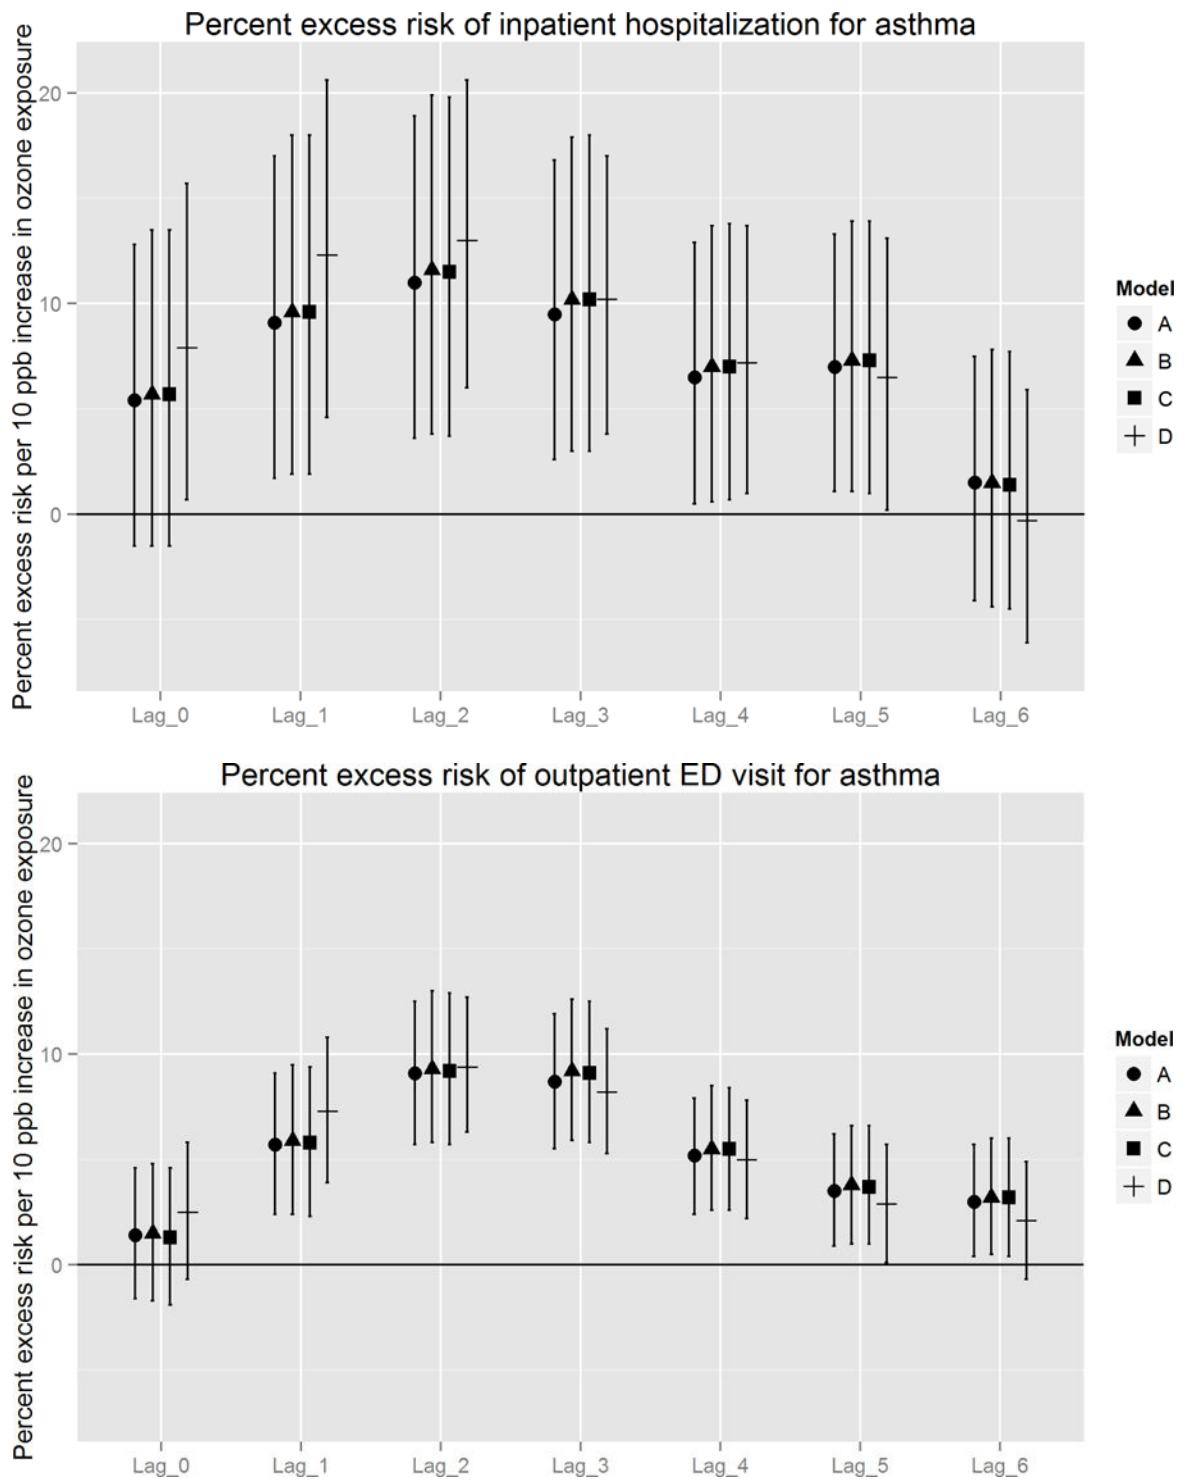 Percent excess risk of inpatient hospitalization for asthma
Percent excess risk per 10 ppb increase in ozone exposure
20
10
0
Lag_0 Lag_1 Lag_2 Lag_3 Lag_4 Lag_5 Lag_6
Model
A
B
C
D
Percent excess risk of outpatient ED visit for asthma
Percent excess risk per 10 ppb increase in ozone exposure
20
10
0
Lag_0 Lag_1 Lag_2 Lag_3 Lag_4 Lag_5 Lag_6
Model
A
B
C
D